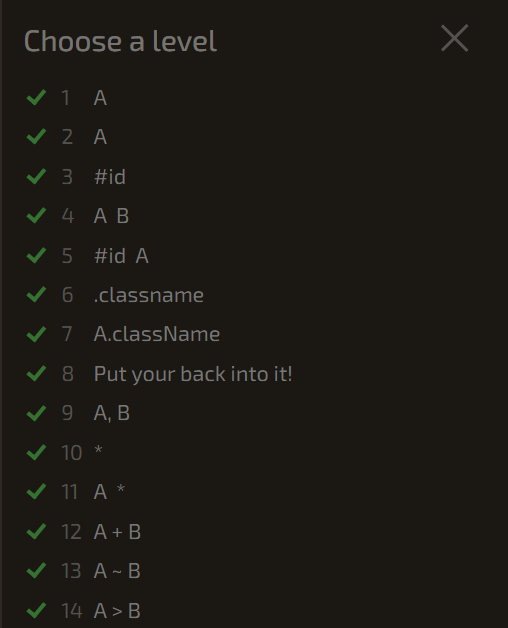 Choose a level
1 A
2 A
3 #id
4 A B
5 #id A
6 .classname
7 A.className
8 Put your back into it!
9 A, B
10 *
11 A *
12 A + B
13 A ~ B
14 A > B